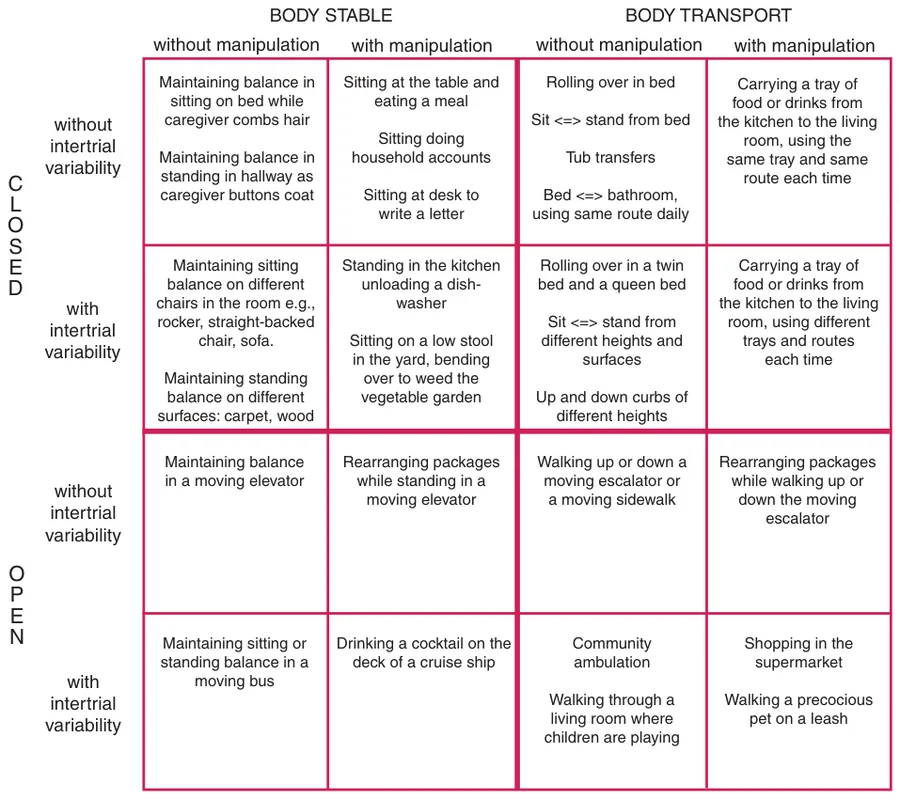 BODY STABLE
BODY TRANSPORT
without manipulation
with manipulation
without manipulation
with manipulation
CLOSED
without
intertrial
variability
Maintaining balance in
sitting on bed while
caregiver combs hair
Maintaining balance in
standing in hallway as
caregiver buttons coat
Sitting at the table and
eating a meal
Sitting doing
household accounts
Sitting at desk to
write a letter
Rolling over in bed
Sit <=> stand from bed
Tub transfers
Bed <=> bathroom,
using same route daily
Carrying a tray of
food or drinks from
the kitchen to the living
room, using the
same tray and same
route each time
with
intertrial
variability
Maintaining sitting
balance on different
chairs in the room e.g.,
rocker, straight-backed
chair, sofa.
Maintaining standing
balance on different
surfaces: carpet, wood
Standing in the kitchen
unloading a dish-
washer
Sitting on a low stool
in the yard, bending
over to weed the
vegetable garden
Rolling over in a twin
bed and a queen bed
Sit <=> stand from
different heights and
surfaces
Up and down curbs of
different heights
Carrying a tray of
food or drinks from
the kitchen to the living
room, using different
trays and routes
each time
OPEN
without
intertrial
variability
Maintaining balance
in a moving elevator
Rearranging packages
while standing in a
moving elevator
Walking up or down a
moving escalator or
a moving sidewalk
Rearranging packages
while walking up or
down the moving
escalator
with
intertrial
variability
Maintaining sitting or
standing balance in a
moving bus
Drinking a cocktail on the
deck of a cruise ship
Community
ambulation
Walking through a
living room where
children are playing
Shopping in the
supermarket
Walking a precocious
pet on a leash